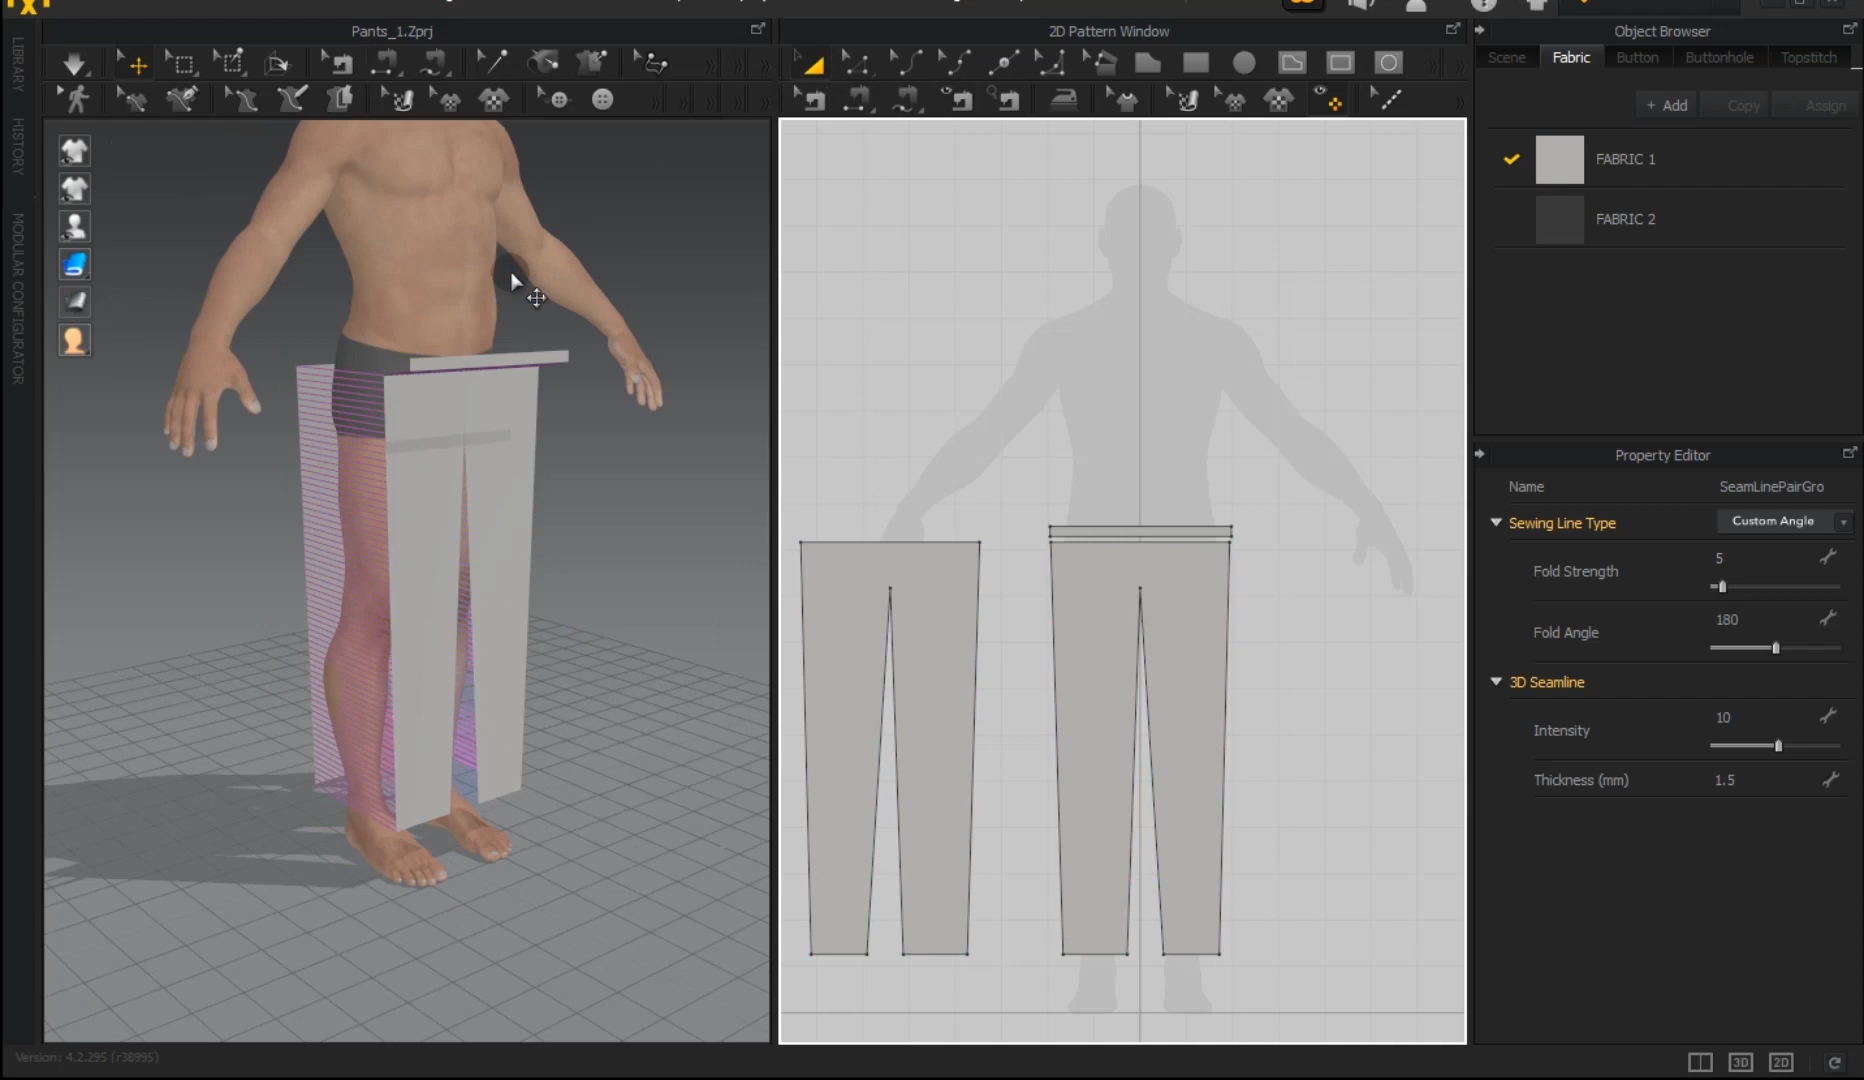 Pants_1.Zprj
2D Pattern Window
Object Browser
Scene
Fabric
Button
Buttonhole
Topstitch
+ Add
Copy
Assign
FABRIC 1
FABRIC 2
LIBRARY
HISTORY
MODULAR CONFIGURATOR
Property Editor
Name
SeamLinePairGro
Sewing Line Type
Custom Angle
Fold Strength
5
Fold Angle
180
3D Seamline
Intensity
10
Thickness (mm)
1.5
Version: 4.2.295 (r38995)
3D
2D